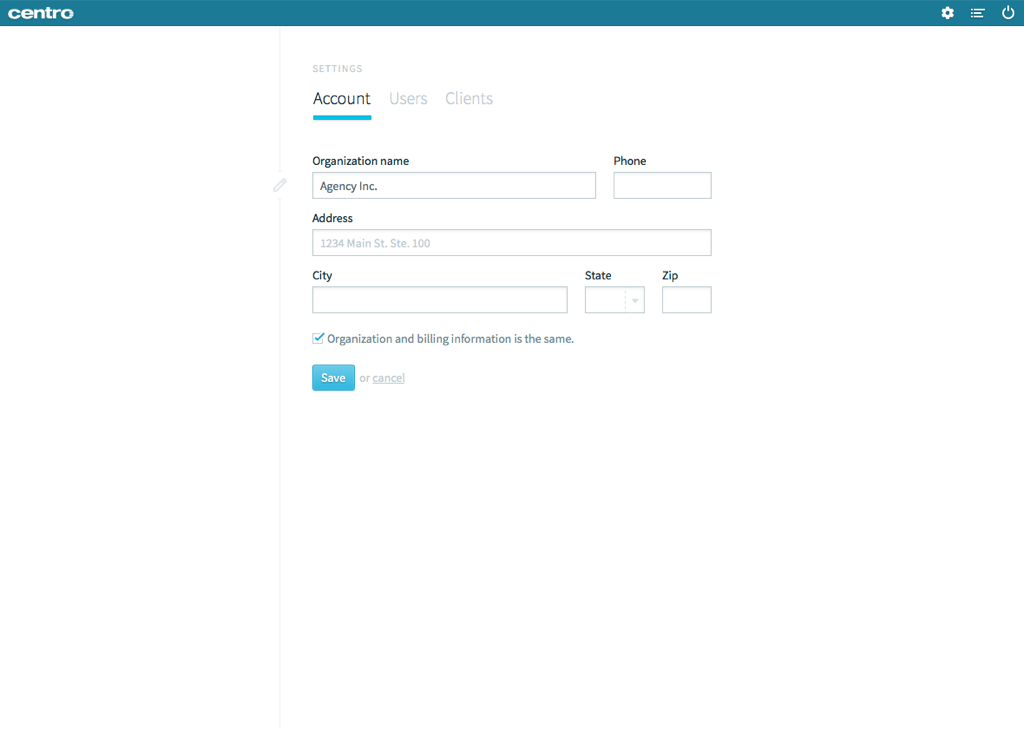 centro
SETTINGS
Account Users Clients
Organization name Phone
Agency Inc.
Address
1234 Main St. Ste. 100
City State Zip
Organization and billing information is the same.
Save or cancel